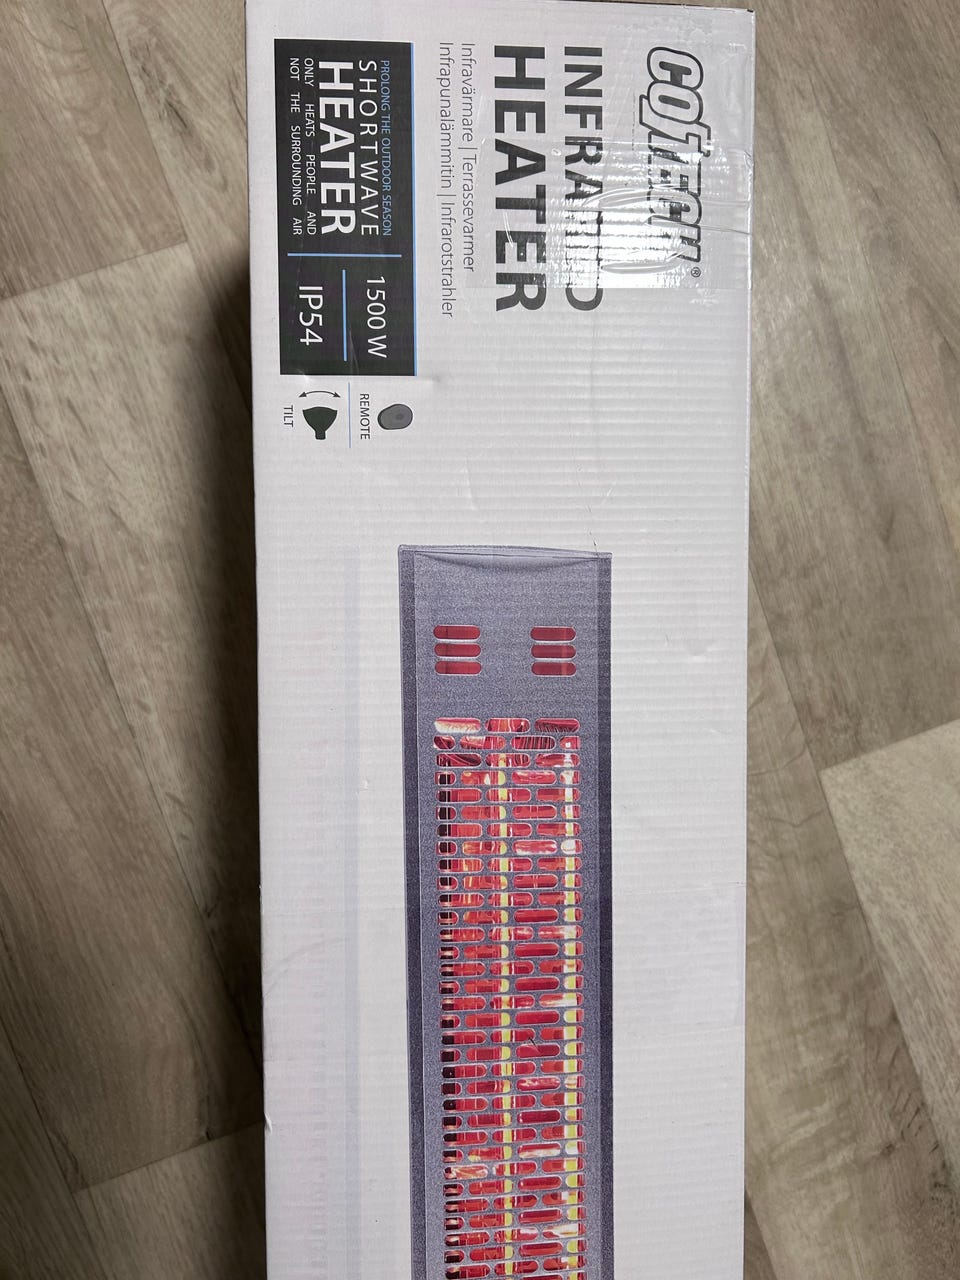 COTECH®
INFRARED
HEATER
Infravärmare | Terrassevarmer
Infrapunalämmitin | Infrarotstrahler
PROLONG THE OUTDOOR SEASON
SHORTWAVE
HEATER
ONLY HEATS PEOPLE AND
NOT THE SURROUNDING AIR
1500 W
IP54
REMOTE
TILT